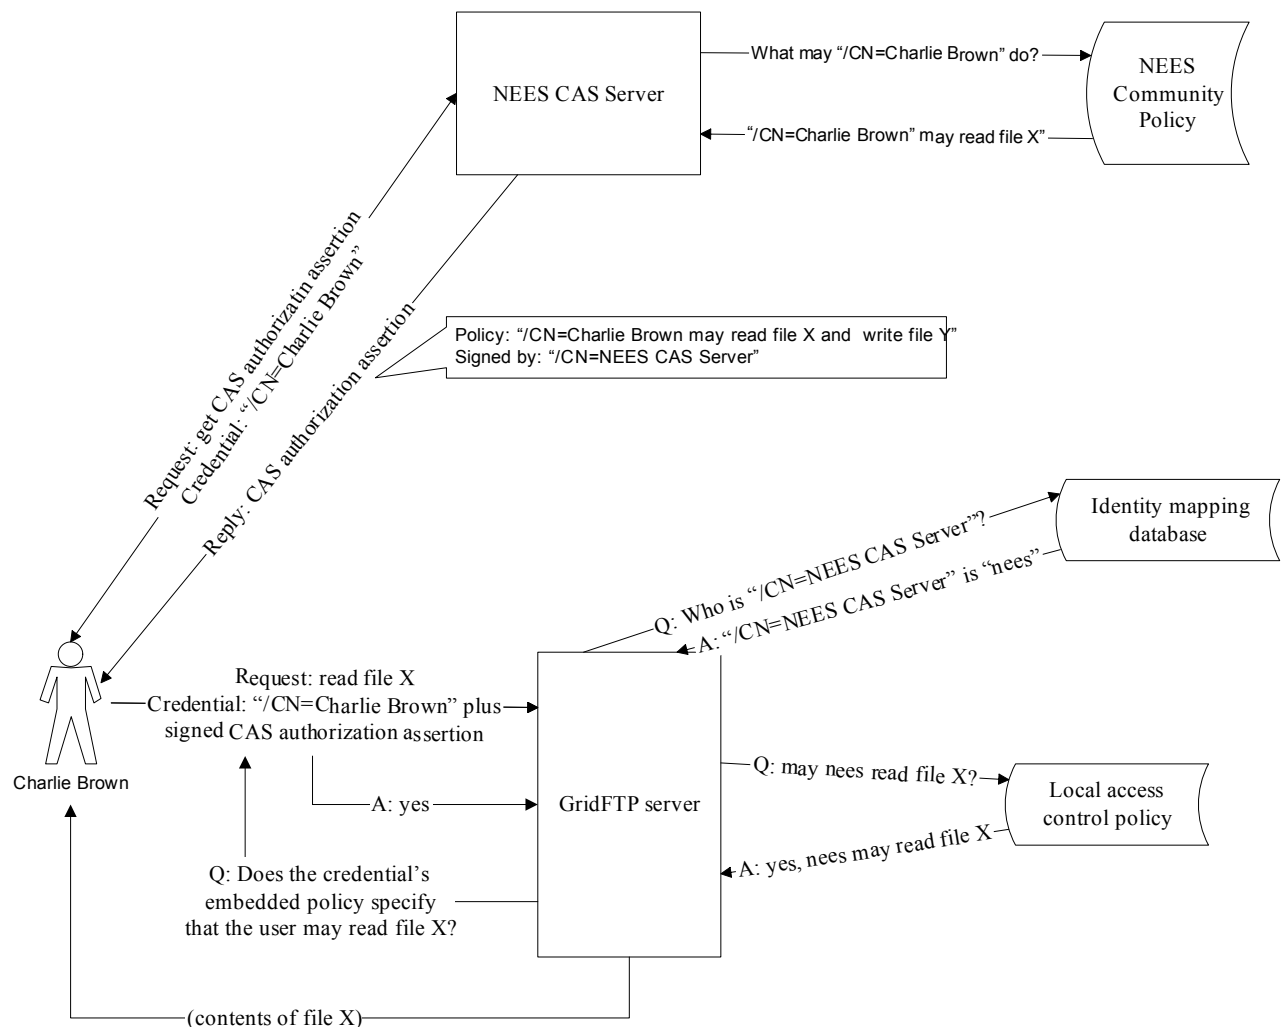 NEES CAS Server
What may “/CN=Charlie Brown” do?
“/CN=Charlie Brown” may read file X”
NEES
Community
Policy
Request: get CAS authorizatin assertion
Credential: “/CN=Charlie Brown”
Reply: CAS authorization assertion
Policy: “/CN=Charlie Brown may read file X and write file Y”
Signed by: “/CN=NEES CAS Server”
Identity mapping
database
Q: Who is “/CN=NEES CAS Server”?
A: “/CN=NEES CAS Server” is “nees”
Request: read file X
Credential: “/CN=Charlie Brown” plus
signed CAS authorization assertion
Charlie Brown
A: yes
GridFTP server
Q: may nees read file X?
A: yes, nees may read file X
Local access
control policy
Q: Does the credential’s
embedded policy specify
that the user may read file X?
(contents of file X)